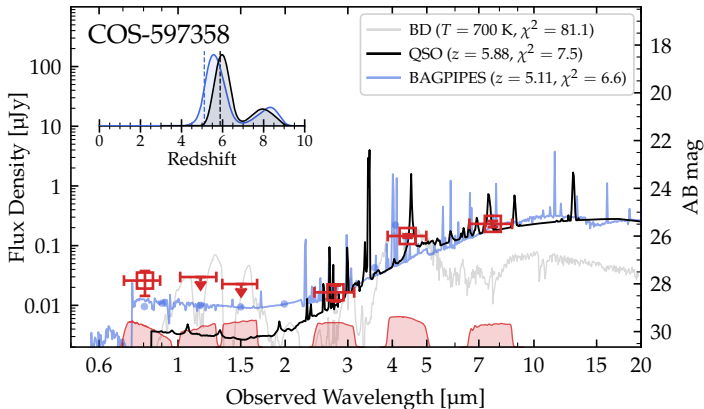 COS-597358
BD (T = 700 K, χ² = 81.1)
QSO (z = 5.88, χ² = 7.5)
BAGPIPES (z = 5.11, χ² = 6.6)
Flux Density [µJy]
100
10
1
0.1
0.01
0 2 4 6 8 10
Redshift
18
20
22
24
26
28
30
AB mag
0.6 1 1.5 2 3 4 5 10 15 20
Observed Wavelength [µm]